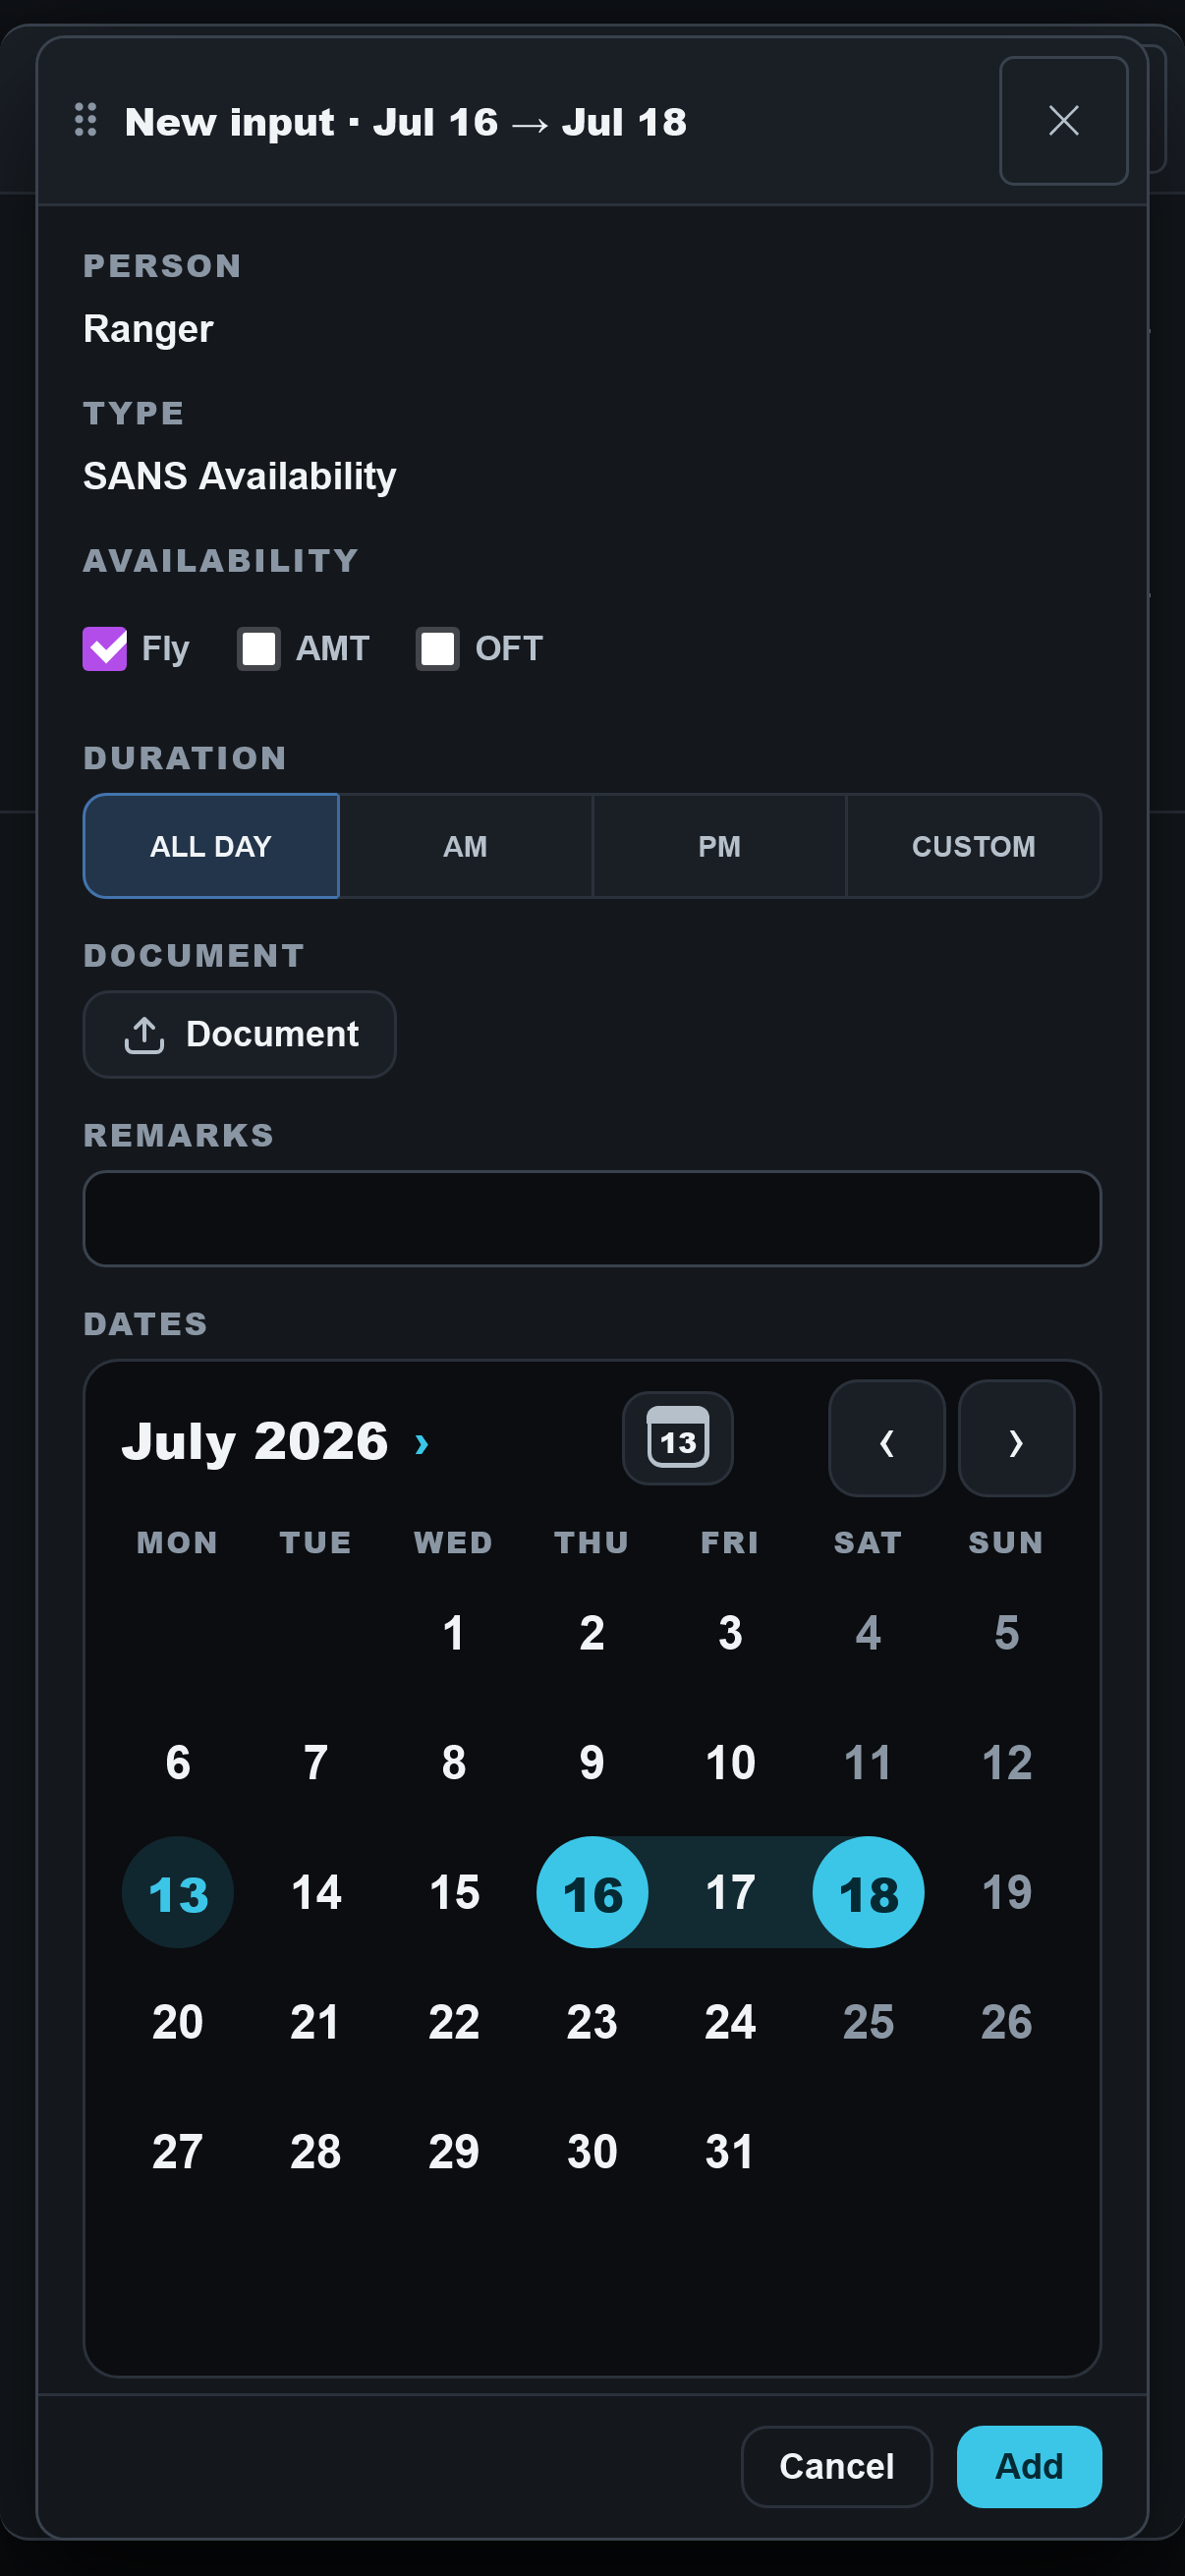 New input · Jul 16 → Jul 18
PERSON
Ranger
TYPE
SANS Availability
AVAILABILITY
Fly AMT OFT
DURATION
ALL DAY AM PM CUSTOM
DOCUMENT
Document
REMARKS
DATES
July 2026 › 13 ‹ ›
MON TUE WED THU FRI SAT SUN
1 2 3 4 5
6 7 8 9 10 11 12
13 14 15 16 17 18 19
20 21 22 23 24 25 26
27 28 29 30 31
Cancel Add